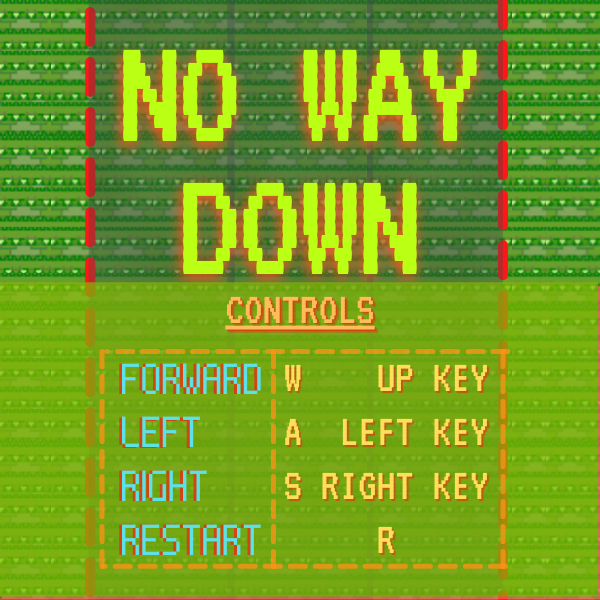 NO WAY
DOWN
CONTROLS
FORWARD W UP KEY
LEFT A LEFT KEY
RIGHT S RIGHT KEY
RESTART R